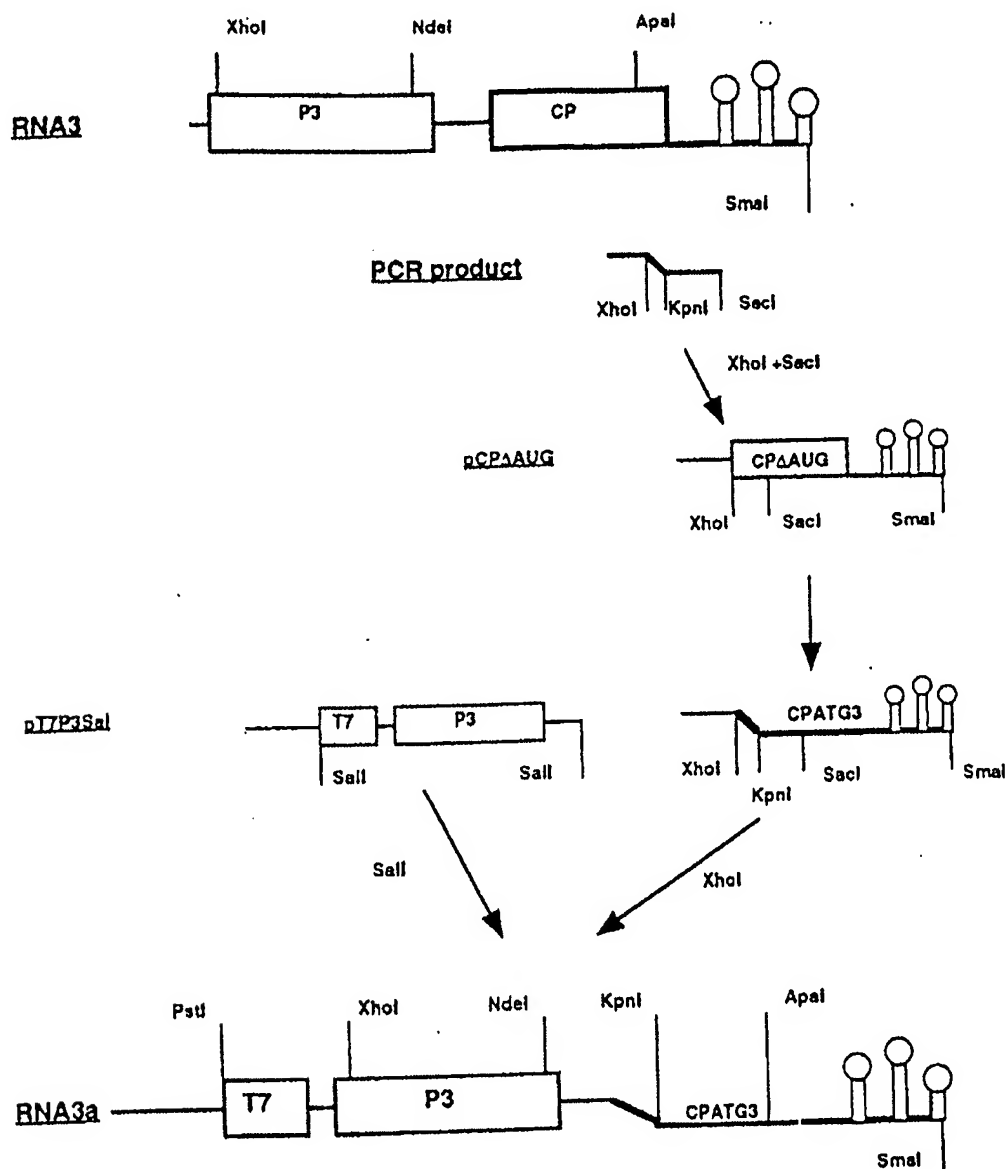 XhoI NdeI ApaI
RNA3 P3 CP
SmaI
PCR product
XhoI KpnI SacI
XhoI +SacI
pCPΔAUG CPΔAUG
XhoI SacI SmaI
pT7P3Sal T7 P3 CPATG3
SalI SalI XhoI SacI SmaI
KpnI
SalI XhoI
PstI XhoI NdeI KpnI ApaI
RNA3a T7 P3 CPATG3
SmaI